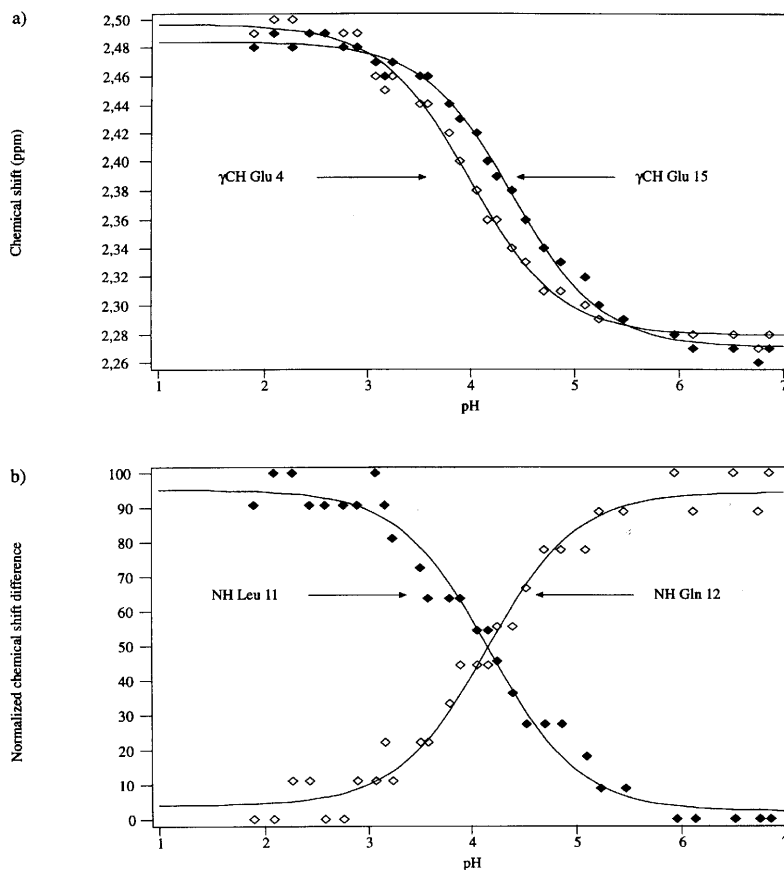 a)
Chemical shift (ppm)
2,50
2,48
2,46
2,44
2,42
2,40
2,38
2,36
2,34
2,32
2,30
2,28
2,26
γCH Glu 4
γCH Glu 15
1 2 3 4 5 6 7
pH
b)
Normalized chemical shift difference
100
90
80
70
60
50
40
30
20
10
0
NH Leu 11
NH Gln 12
1 2 3 4 5 6 7
pH